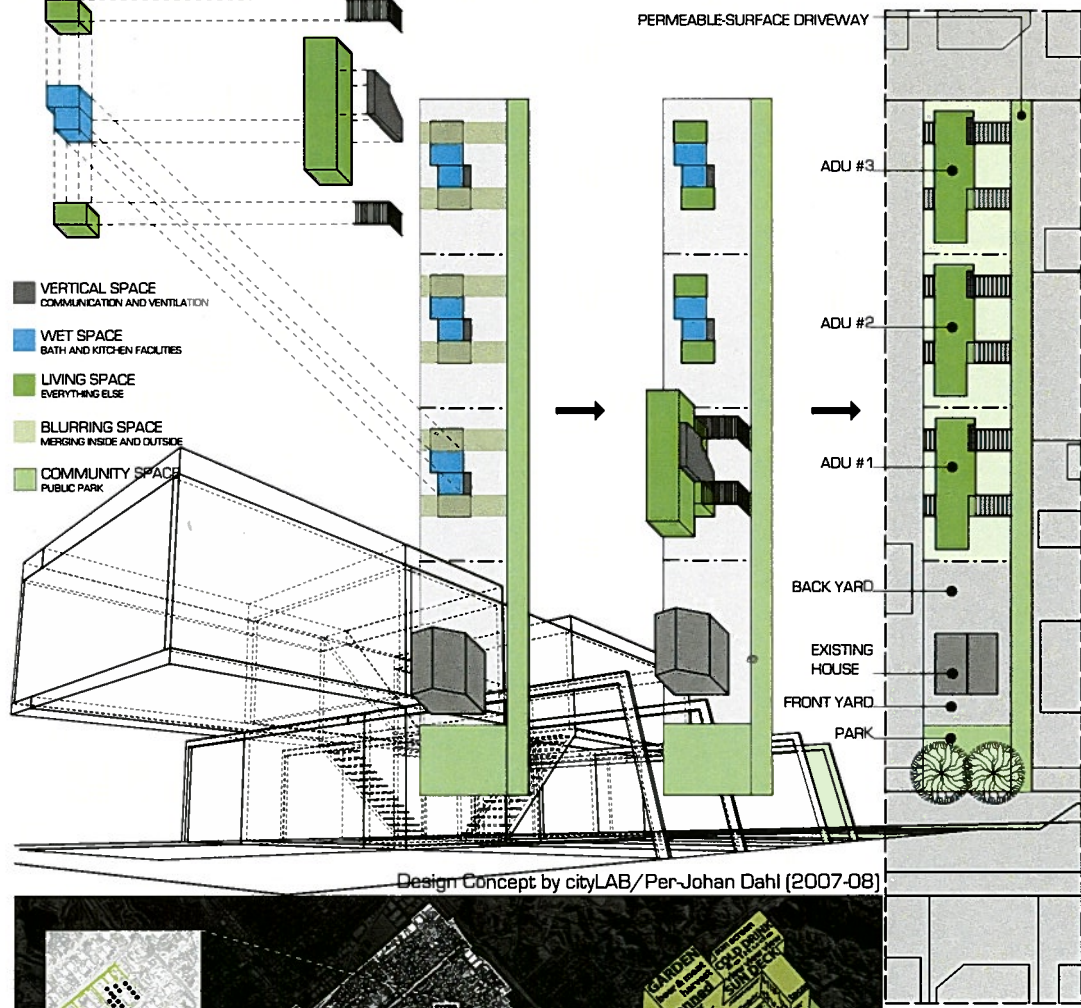 PERMEABLE-SURFACE DRIVEWAY
ADU #3
VERTICAL SPACE
COMMUNICATION AND VENTILATION
WET SPACE
BATH AND KITCHEN FACILITIES
LIVING SPACE
EVERYTHING ELSE
BLURRING SPACE
MERGING INSIDE AND OUTSIDE
COMMUNITY SPACE
PUBLIC PARK
ADU #2
ADU #1
BACK YARD
EXISTING
HOUSE
FRONT YARD
PARK
Design Concept by cityLAB/Per-Johan Dahl (2007-08)
GARDEN
SUN DECK